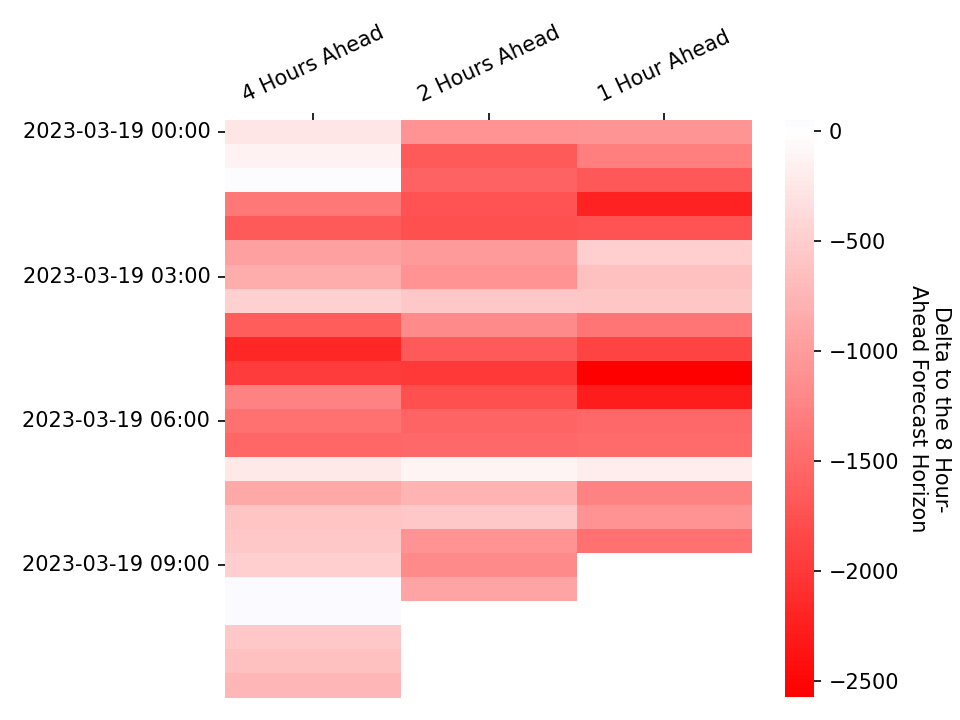 4 Hours Ahead
2 Hours Ahead
1 Hour Ahead
2023-03-19 00:00
2023-03-19 03:00
2023-03-19 06:00
2023-03-19 09:00
0
−500
−1000
−1500
−2000
−2500
Delta to the 8 Hour-
Ahead Forecast Horizon